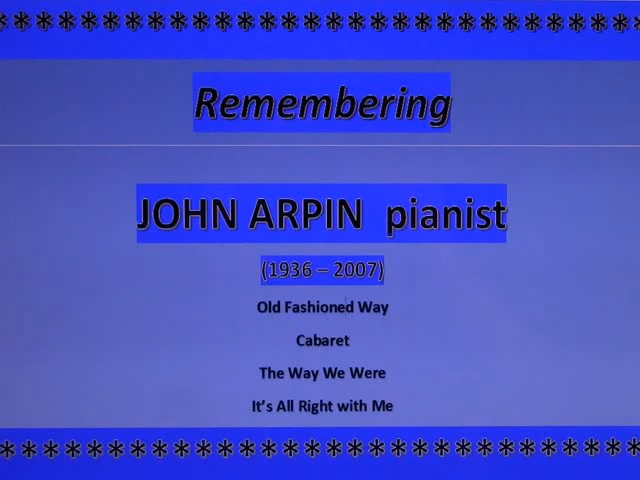 * * * * * * * * * * * * * * * * * * * * * * * * * * * * *
Remembering
JOHN ARPIN pianist
(1936 – 2007)
Old Fashioned Way
Cabaret
The Way We Were
It's All Right with Me
* * * * * * * * * * * * * * * * * * * * * * * * * * * * *